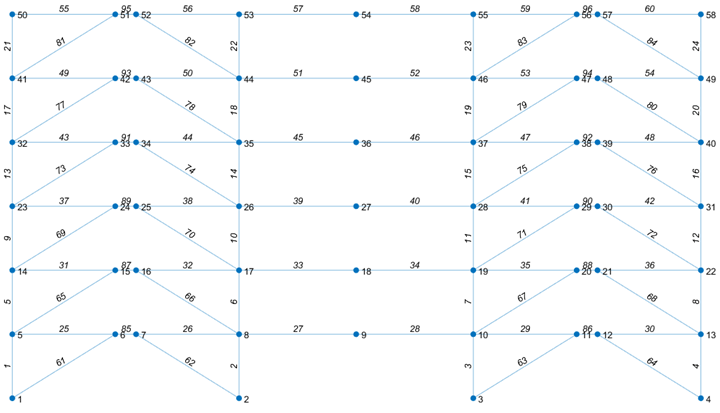 55 95 56 57 58 59 96 60
50 51 52 53 54 55 56 57 58
21 81 82 22 23 83 84 24
49 93 50 51 52 53 94 54
41 42 43 44 45 46 47 48 49
17 77 78 18 19 79 80 20
43 91 44 45 46 47 92 48
32 33 34 35 36 37 38 39 40
13 73 74 14 15 75 76 16
37 89 38 39 40 41 90 42
23 24 25 26 27 28 29 30 31
9 69 70 10 11 71 72 12
31 87 32 33 34 35 88 36
14 15 16 17 18 19 20 21 22
5 65 66 6 7 67 68 8
25 85 26 27 28 29 86 30
5 6 7 8 9 10 11 12 13
1 61 62 2 3 63 64 4
1 2 3 4